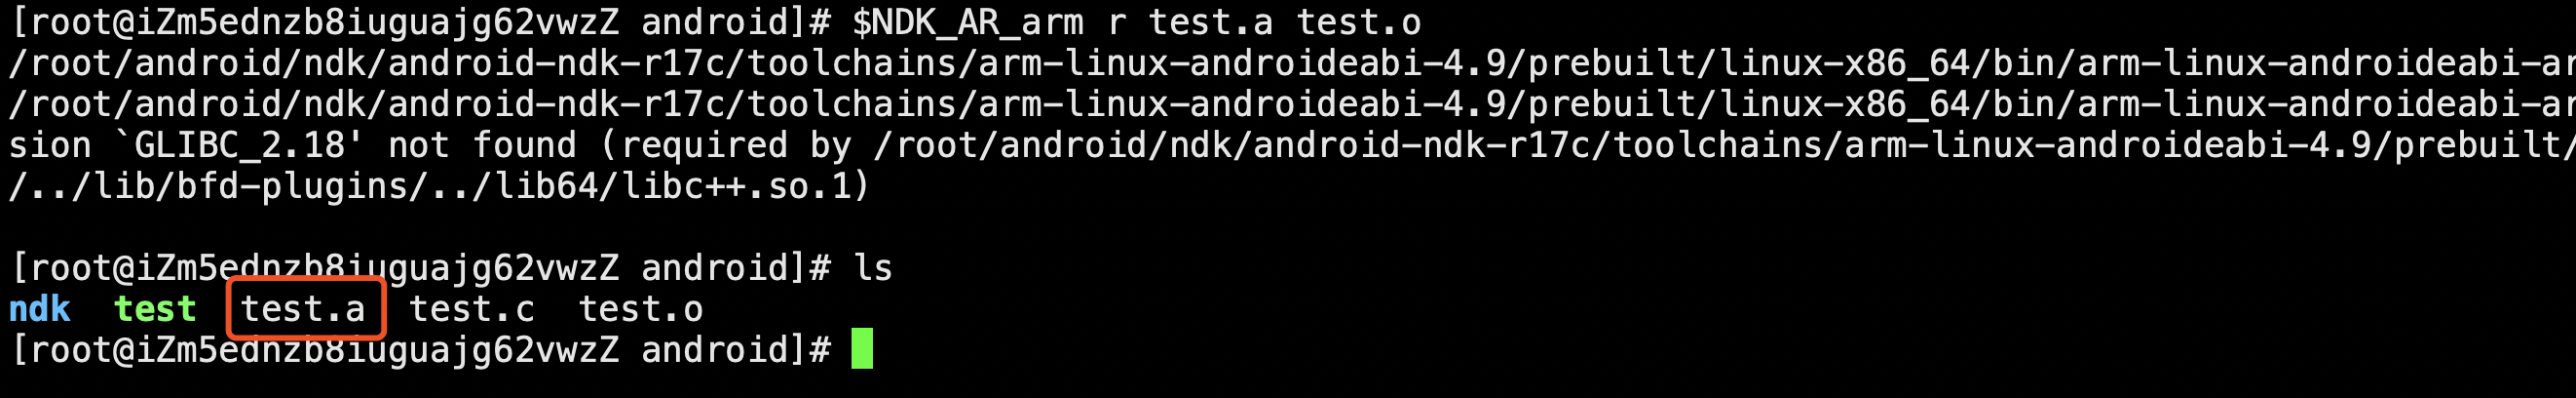 [root@iZm5ednzb8iuguajg62vwzZ android]# $NDK_AR_arm r test.a test.o
/root/android/ndk/android-ndk-r17c/toolchains/arm-linux-androideabi-4.9/prebuilt/linux-x86_64/bin/arm-linux-androideabi-ar
/root/android/ndk/android-ndk-r17c/toolchains/arm-linux-androideabi-4.9/prebuilt/linux-x86_64/bin/arm-linux-androideabi-ar
sion `GLIBC_2.18' not found (required by /root/android/ndk/android-ndk-r17c/toolchains/arm-linux-androideabi-4.9/prebuilt/
/../lib/bfd-plugins/../lib64/libc++.so.1)
[root@iZm5ednzb8iuguajg62vwzZ android]# ls
ndk test test.a test.c test.o
[root@iZm5ednzb8iuguajg62vwzZ android]#